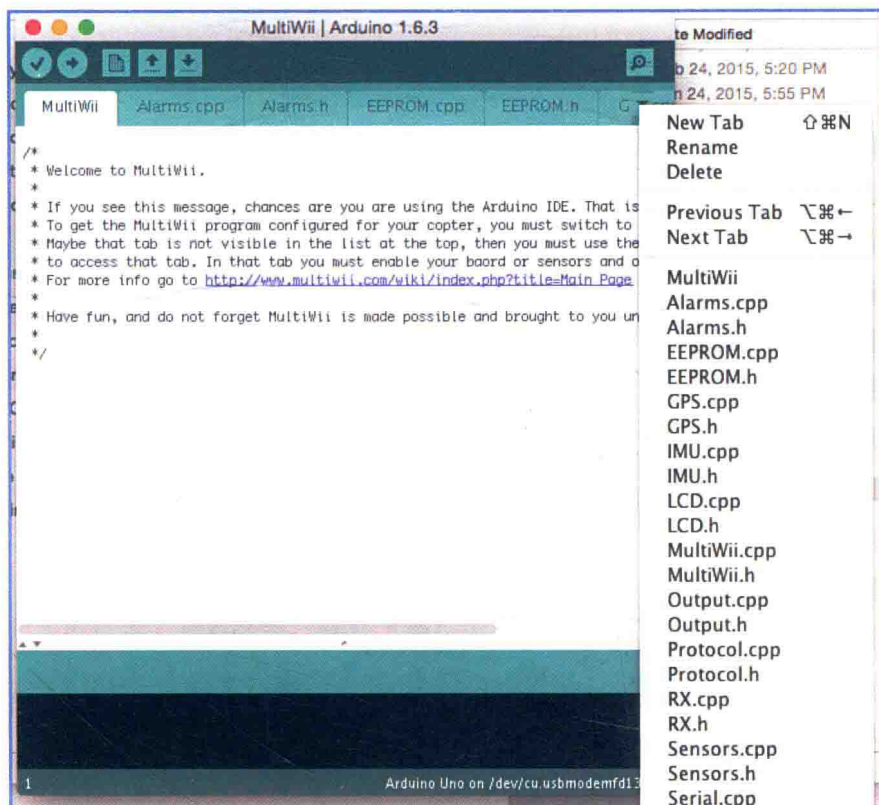 MultiWii | Arduino 1.6.3
te Modified
b 24, 2015, 5:20 PM
n 24, 2015, 5:55 PM
MultiWii Alarms.cpp Alarms.h EEPROM.cpp EEPROM.h G
/*
* Welcome to MultiWii.
*
* If you see this message, chances are you are using the Arduino IDE. That is
* To get the MultiWii program configured for your copter, you must switch to
* Maybe that tab is not visible in the list at the top, then you must use the
* to access that tab. In that tab you must enable your baord or sensors and o
* For more info go to http://www.multiwii.com/wiki/index.php?title=Main Page
*
* Have fun, and do not forget MultiWii is made possible and brought to you un
*
*/
New Tab ⇧⌘N
Rename
Delete
Previous Tab ⌥⌘←
Next Tab ⌥⌘→
MultiWii
Alarms.cpp
Alarms.h
EEPROM.cpp
EEPROM.h
GPS.cpp
GPS.h
IMU.cpp
IMU.h
LCD.cpp
LCD.h
MultiWii.cpp
MultiWii.h
Output.cpp
Output.h
Protocol.cpp
Protocol.h
RX.cpp
RX.h
Sensors.cpp
Sensors.h
Serial.cpp
1 Arduino Uno on /dev/cu.usbmodemfd13